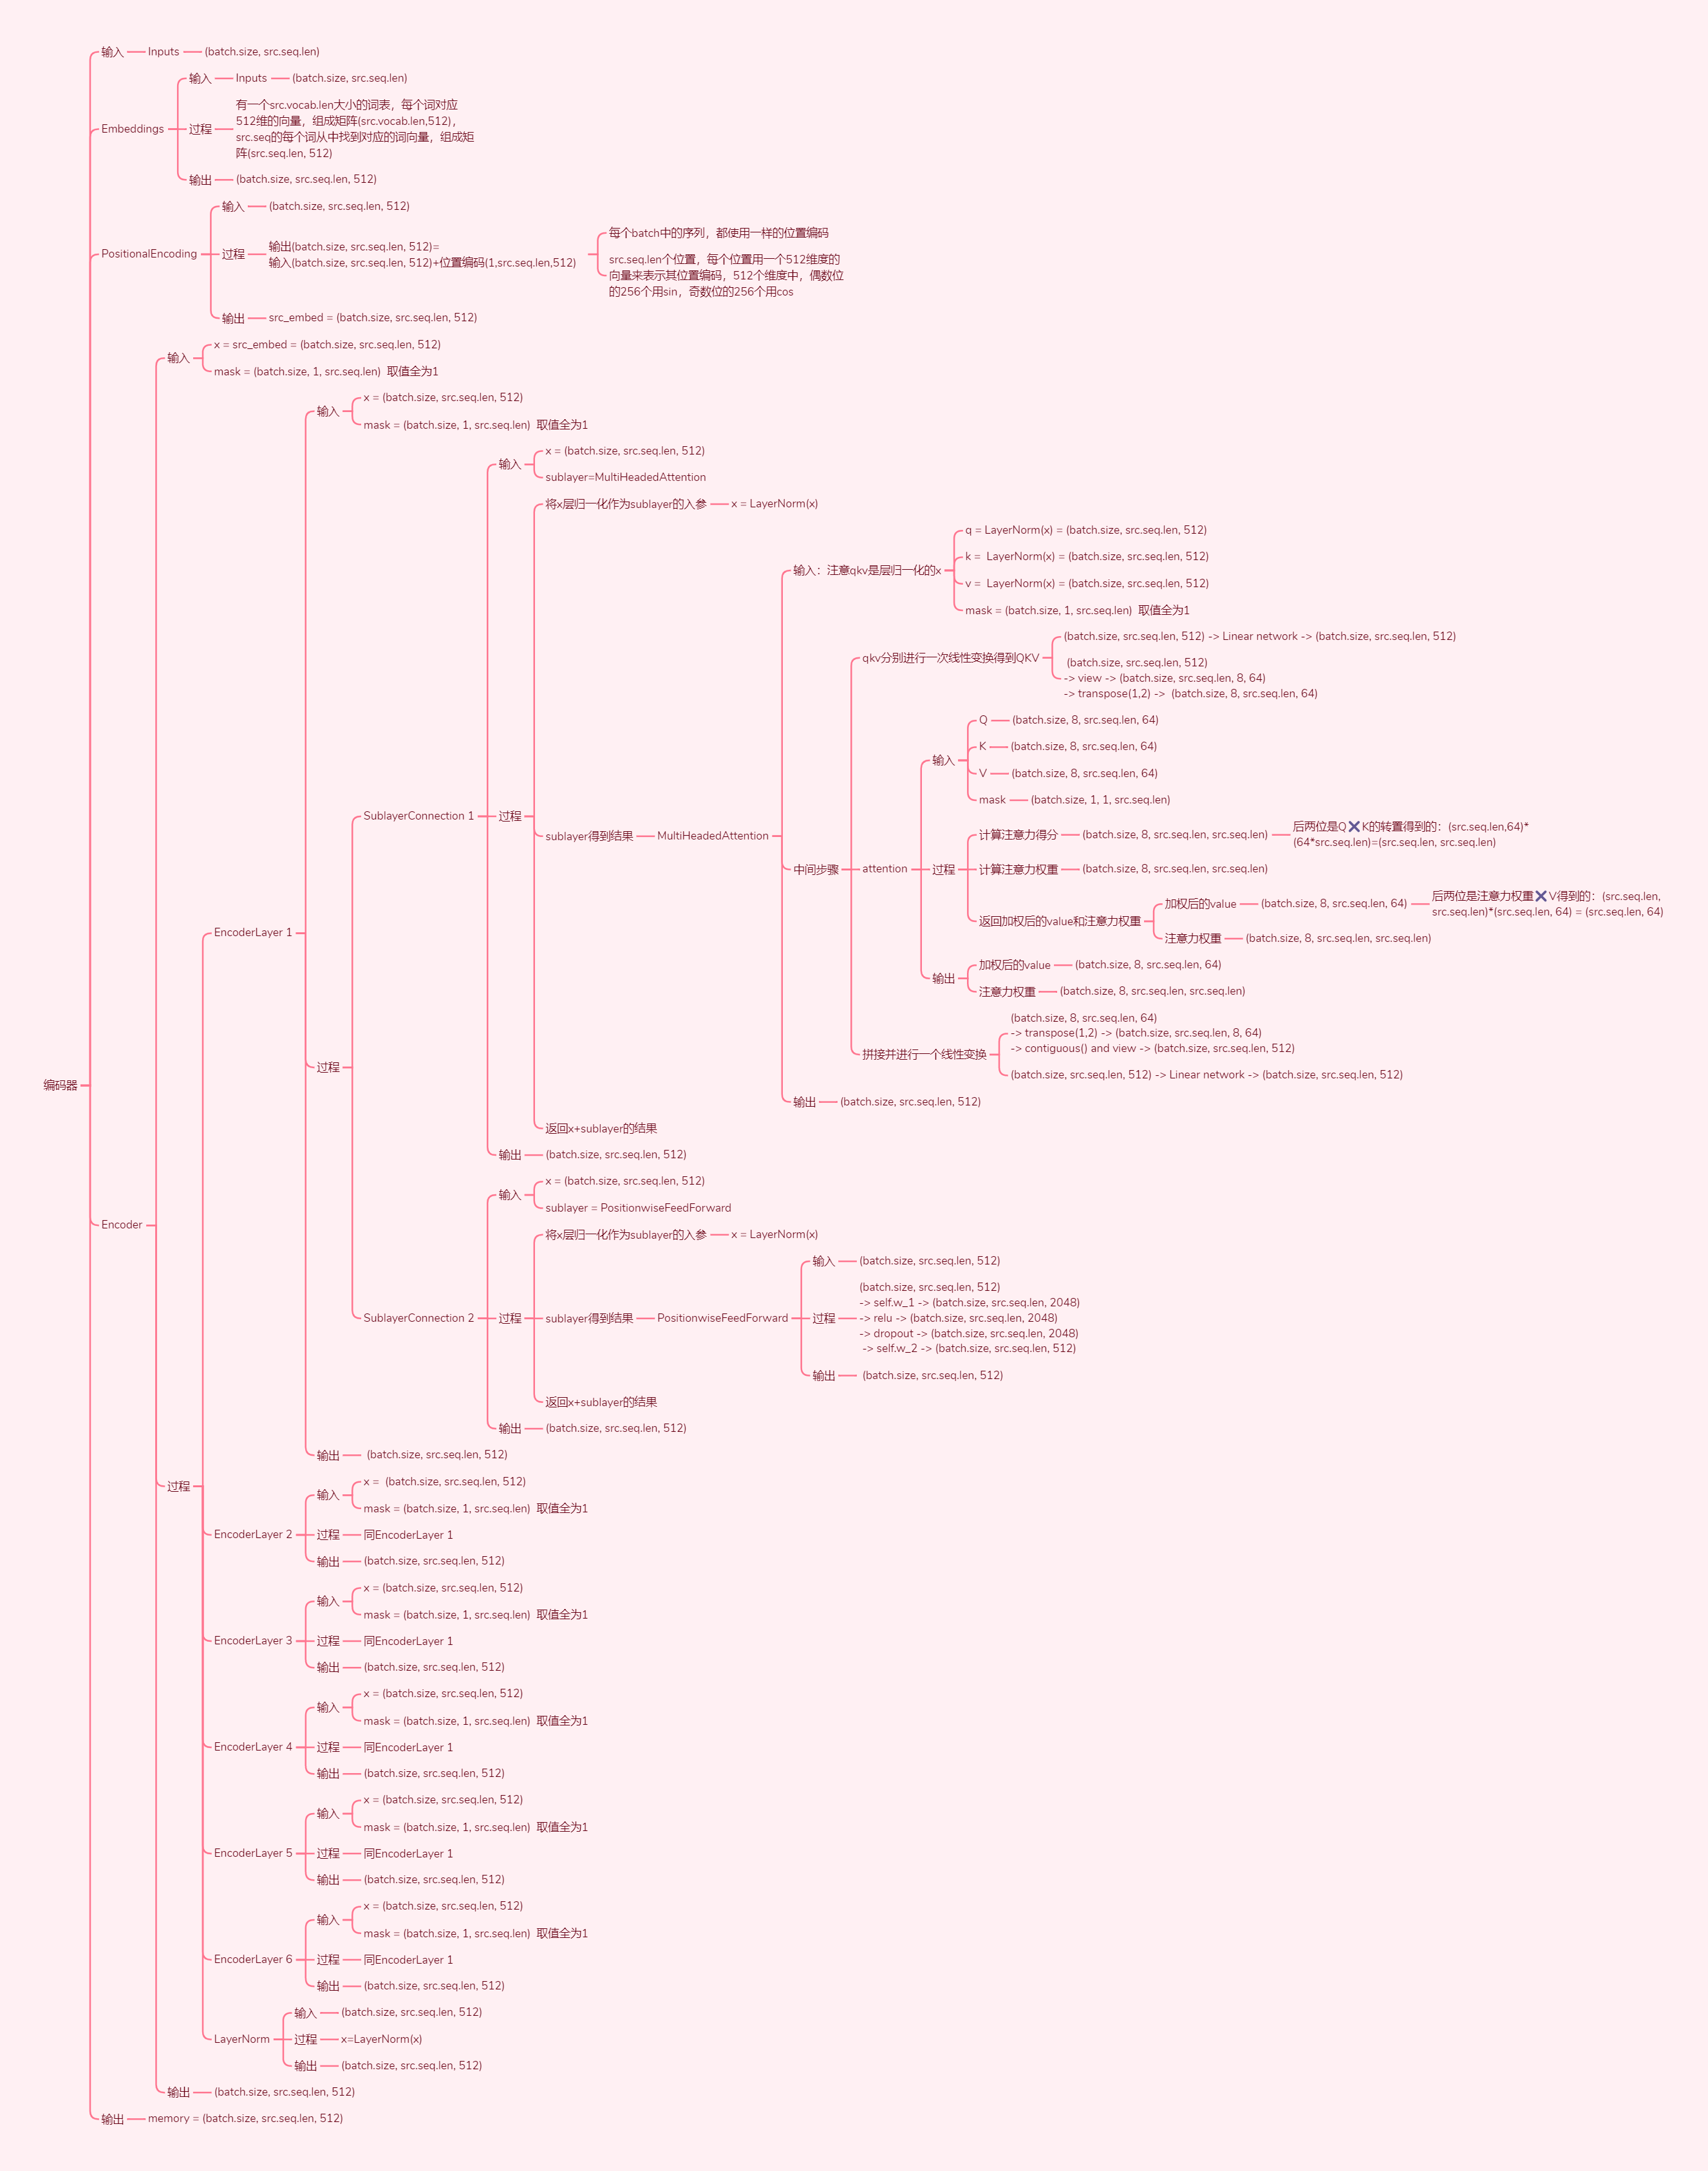 输入
Inputs
(batch.size, src.seq.len)
输入
Inputs
(batch.size, src.seq.len)
有一个src.vocab.len大小的词表，每个词对应
512维的向量，组成矩阵(src.vocab.len,512)，
src.seq的每个词从中找到对应的词向量，组成矩
阵(src.seq.len, 512)
Embeddings
过程
输出
(batch.size, src.seq.len, 512)
输入
(batch.size, src.seq.len, 512)
每个batch中的序列，都使用一样的位置编码
PositionalEncoding
过程
输出(batch.size, src.seq.len, 512)=
输入(batch.size, src.seq.len, 512)+位置编码(1,src.seq.len,512)
src.seq.len个位置，每个位置用一个512维度的
向量来表示其位置编码，512个维度中，偶数位
的256个用sin，奇数位的256个用cos
输出
src_embed = (batch.size, src.seq.len, 512)
输入
x = src_embed = (batch.size, src.seq.len, 512)
mask = (batch.size, 1, src.seq.len)  取值全为1
输入
x = (batch.size, src.seq.len, 512)
mask = (batch.size, 1, src.seq.len)  取值全为1
输入
x = (batch.size, src.seq.len, 512)
sublayer=MultiHeadedAttention
将x层归一化作为sublayer的入参
x = LayerNorm(x)
输入：注意qkv是层归一化的x
q = LayerNorm(x) = (batch.size, src.seq.len, 512)
k =  LayerNorm(x) = (batch.size, src.seq.len, 512)
v =  LayerNorm(x) = (batch.size, src.seq.len, 512)
mask = (batch.size, 1, src.seq.len)  取值全为1
qkv分别进行一次线性变换得到QKV
(batch.size, src.seq.len, 512) -> Linear network -> (batch.size, src.seq.len, 512)
(batch.size, src.seq.len, 512)
-> view -> (batch.size, src.seq.len, 8, 64)
-> transpose(1,2) ->  (batch.size, 8, src.seq.len, 64)
输入
Q
(batch.size, 8, src.seq.len, 64)
K
(batch.size, 8, src.seq.len, 64)
V
(batch.size, 8, src.seq.len, 64)
mask
(batch.size, 1, 1, src.seq.len)
SublayerConnection 1
过程
sublayer得到结果
MultiHeadedAttention
中间步骤
attention
过程
计算注意力得分
(batch.size, 8, src.seq.len, src.seq.len)
后两位是Q❌K的转置得到的：(src.seq.len,64)*
(64*src.seq.len)=(src.seq.len, src.seq.len)
计算注意力权重
(batch.size, 8, src.seq.len, src.seq.len)
返回加权后的value和注意力权重
加权后的value
(batch.size, 8, src.seq.len, 64)
后两位是注意力权重❌V得到的：(src.seq.len,
src.seq.len)*(src.seq.len, 64) = (src.seq.len, 64)
注意力权重
(batch.size, 8, src.seq.len, src.seq.len)
输出
加权后的value
(batch.size, 8, src.seq.len, 64)
注意力权重
(batch.size, 8, src.seq.len, src.seq.len)
拼接并进行一个线性变换
(batch.size, 8, src.seq.len, 64)
-> transpose(1,2) -> (batch.size, src.seq.len, 8, 64)
-> contiguous() and view -> (batch.size, src.seq.len, 512)
(batch.size, src.seq.len, 512) -> Linear network -> (batch.size, src.seq.len, 512)
输出
(batch.size, src.seq.len, 512)
返回x+sublayer的结果
输出
(batch.size, src.seq.len, 512)
EncoderLayer 1
过程
编码器
Encoder
输入
x = (batch.size, src.seq.len, 512)
sublayer = PositionwiseFeedForward
将x层归一化作为sublayer的入参
x = LayerNorm(x)
SublayerConnection 2
过程
sublayer得到结果
PositionwiseFeedForward
输入
(batch.size, src.seq.len, 512)
过程
(batch.size, src.seq.len, 512)
-> self.w_1 -> (batch.size, src.seq.len, 2048)
-> relu -> (batch.size, src.seq.len, 2048)
-> dropout -> (batch.size, src.seq.len, 2048)
-> self.w_2 -> (batch.size, src.seq.len, 512)
输出
(batch.size, src.seq.len, 512)
返回x+sublayer的结果
输出
(batch.size, src.seq.len, 512)
输出
(batch.size, src.seq.len, 512)
过程
EncoderLayer 2
输入
x =  (batch.size, src.seq.len, 512)
mask = (batch.size, 1, src.seq.len)  取值全为1
过程
同EncoderLayer 1
输出
(batch.size, src.seq.len, 512)
EncoderLayer 3
输入
x = (batch.size, src.seq.len, 512)
mask = (batch.size, 1, src.seq.len)  取值全为1
过程
同EncoderLayer 1
输出
(batch.size, src.seq.len, 512)
EncoderLayer 4
输入
x = (batch.size, src.seq.len, 512)
mask = (batch.size, 1, src.seq.len)  取值全为1
过程
同EncoderLayer 1
输出
(batch.size, src.seq.len, 512)
EncoderLayer 5
输入
x = (batch.size, src.seq.len, 512)
mask = (batch.size, 1, src.seq.len)  取值全为1
过程
同EncoderLayer 1
输出
(batch.size, src.seq.len, 512)
EncoderLayer 6
输入
x = (batch.size, src.seq.len, 512)
mask = (batch.size, 1, src.seq.len)  取值全为1
过程
同EncoderLayer 1
输出
(batch.size, src.seq.len, 512)
LayerNorm
输入
(batch.size, src.seq.len, 512)
过程
x=LayerNorm(x)
输出
(batch.size, src.seq.len, 512)
输出
(batch.size, src.seq.len, 512)
输出
memory = (batch.size, src.seq.len, 512)